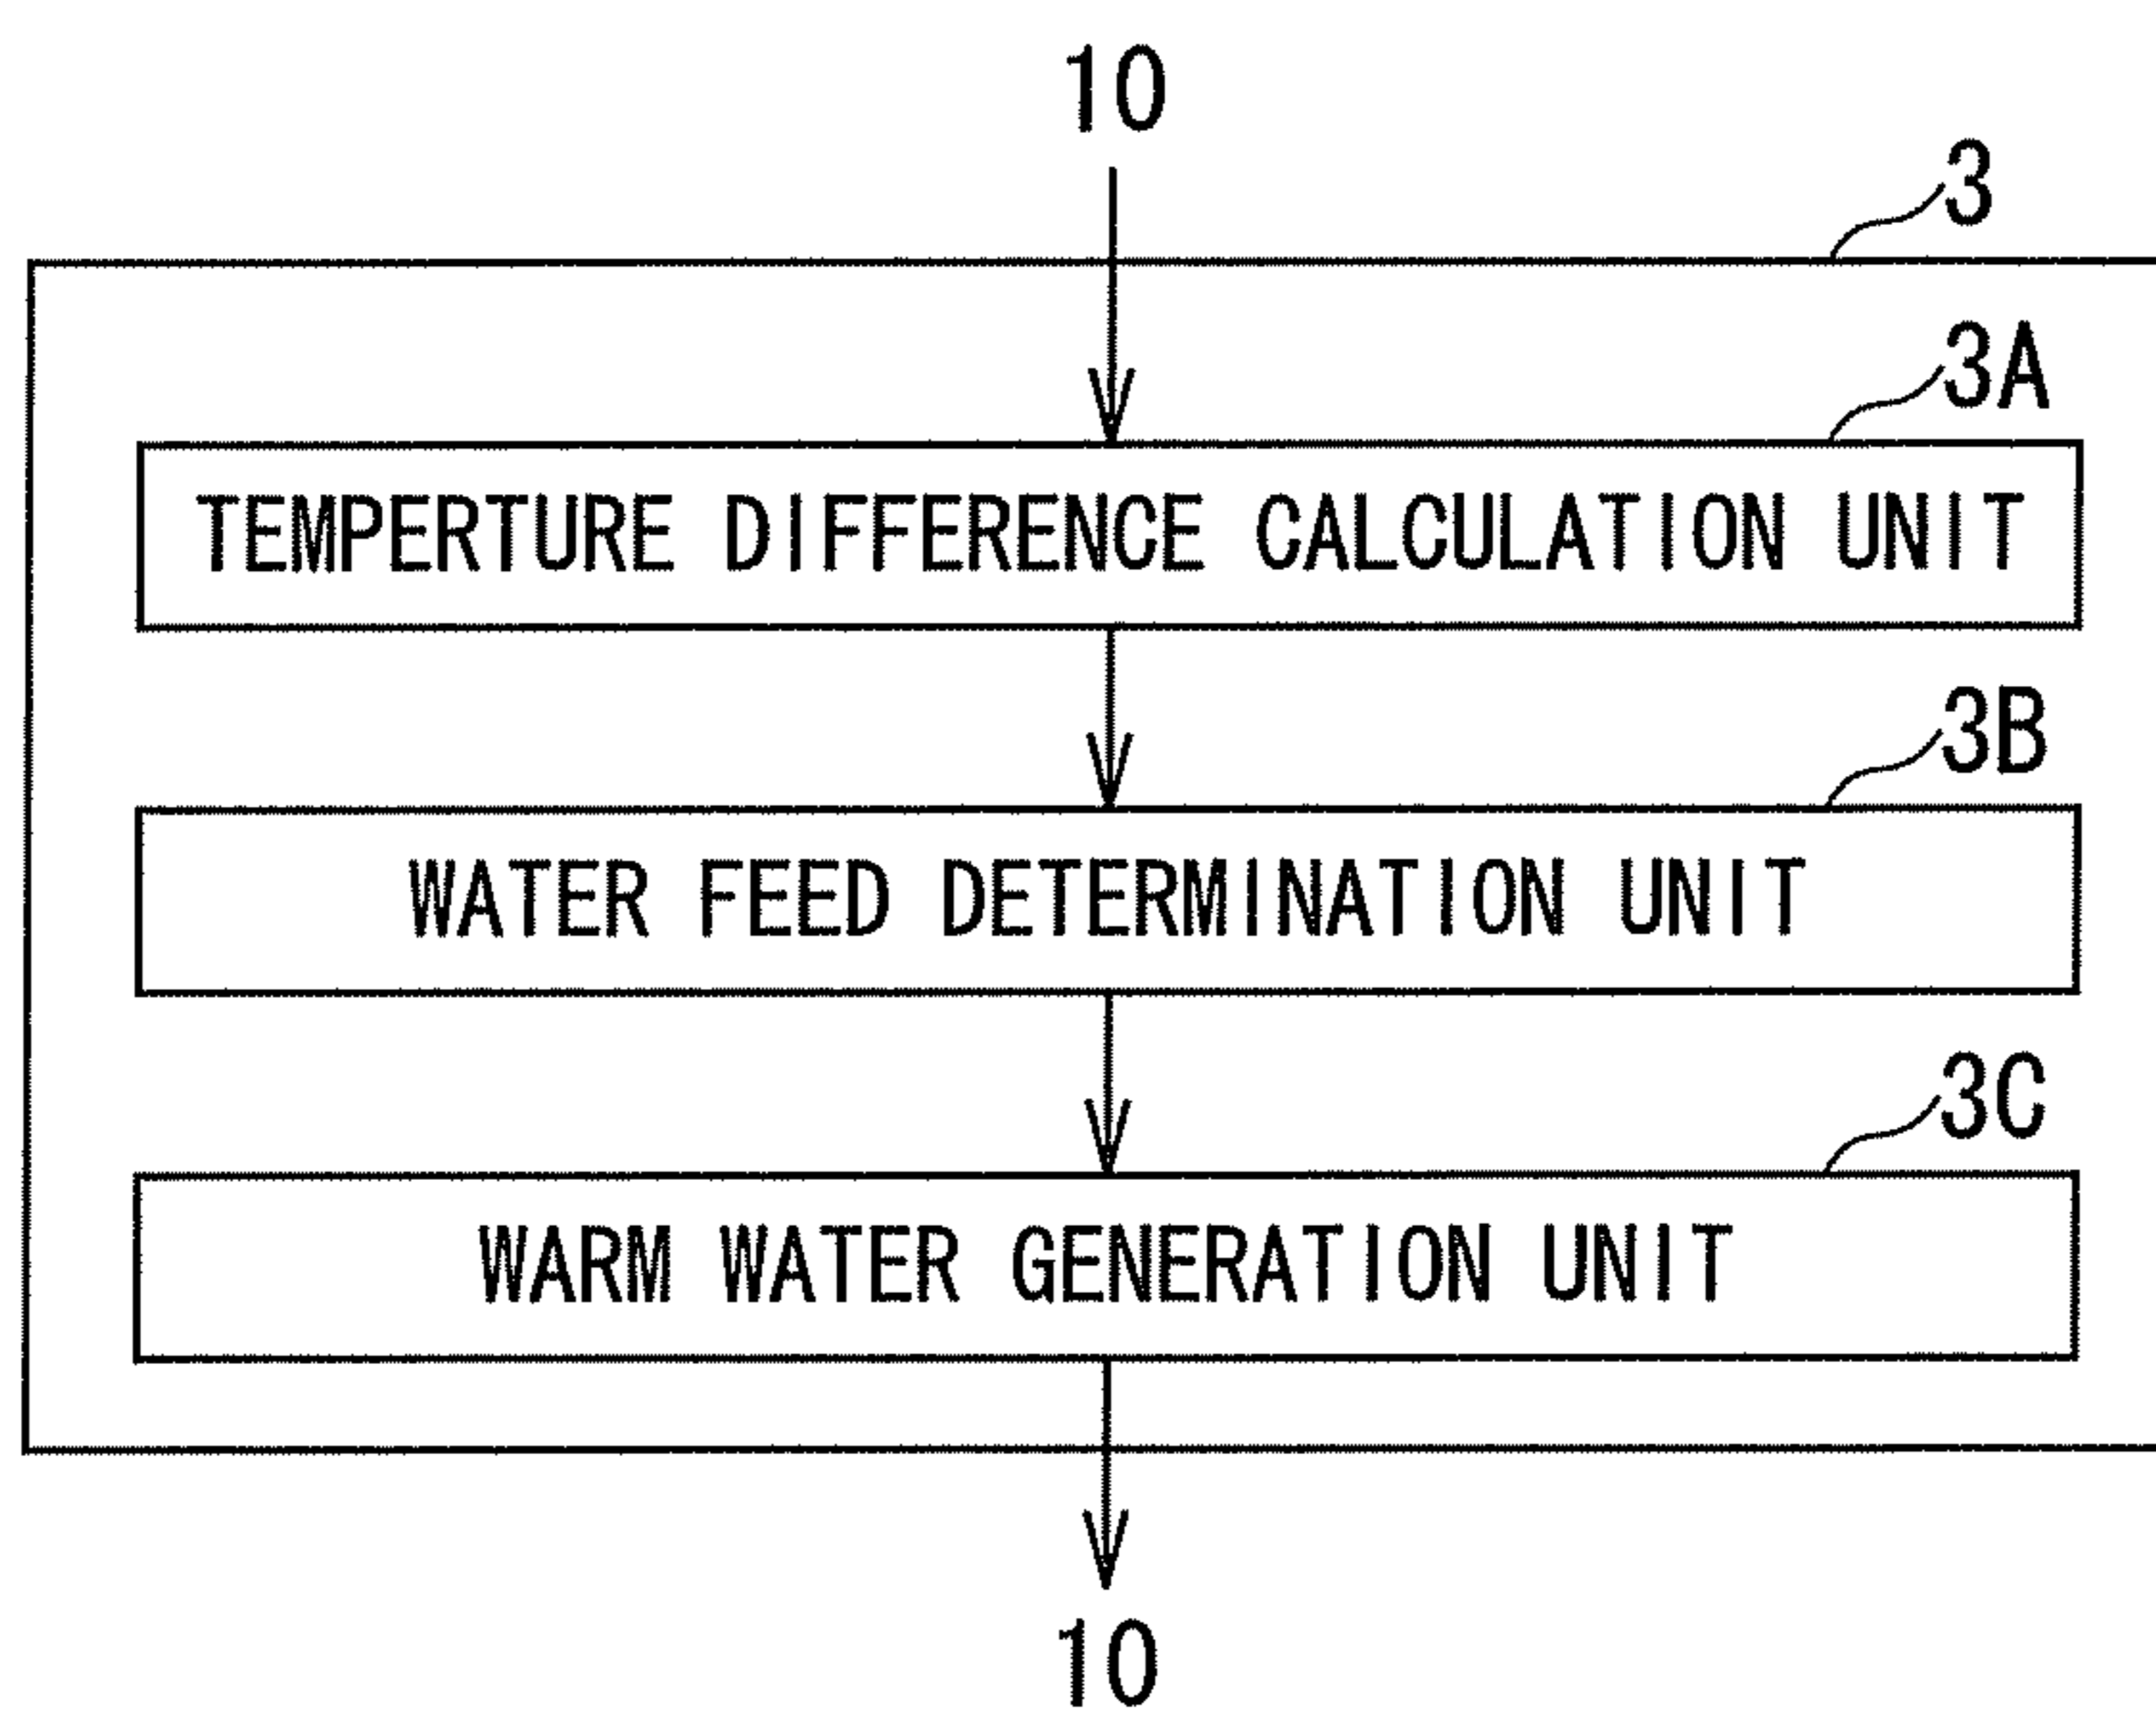 10
3
3A
TEMPERTURE DIFFERENCE CALCULATION UNIT
3B
WATER FEED DETERMINATION UNIT
3C
WARM WATER GENERATION UNIT
10